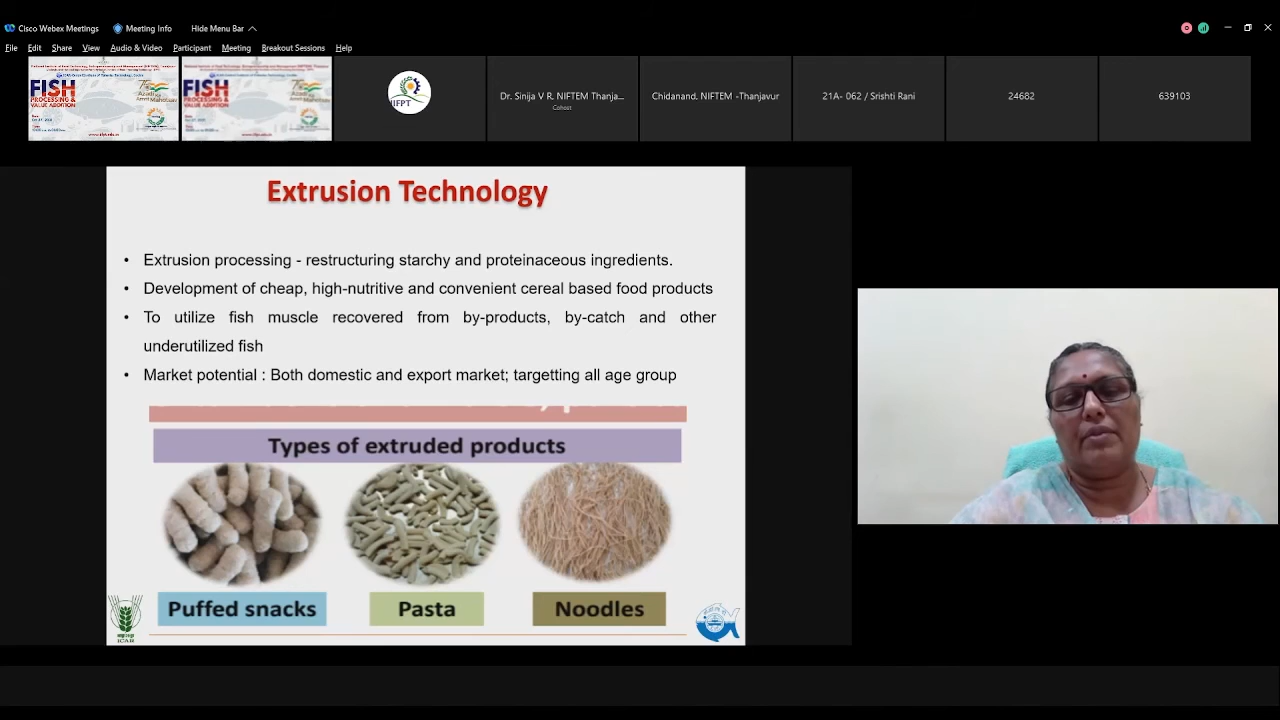 Cisco Webex Meetings
Meeting Info
Hide Menu Bar
File Edit Share View Audio & Video Participant Meeting Breakout Sessions Help
FISH
PROCESSING &
VALUE ADDITION
FISH
PROCESSING &
VALUE ADDITION
IIFPT
Dr. Sinija V R, NIFTEM Thanja...
Cohost
Chidanand, NIFTEM -Thanjavur
21A- 062 / Srishti Rani
24682
639103
Extrusion Technology
• Extrusion processing - restructuring starchy and proteinaceous ingredients.
• Development of cheap, high-nutritive and convenient cereal based food products
• To utilize fish muscle recovered from by-products, by-catch and other
underutilized fish
• Market potential : Both domestic and export market; targetting all age group
Types of extruded products
Puffed snacks
Pasta
Noodles
ICAR